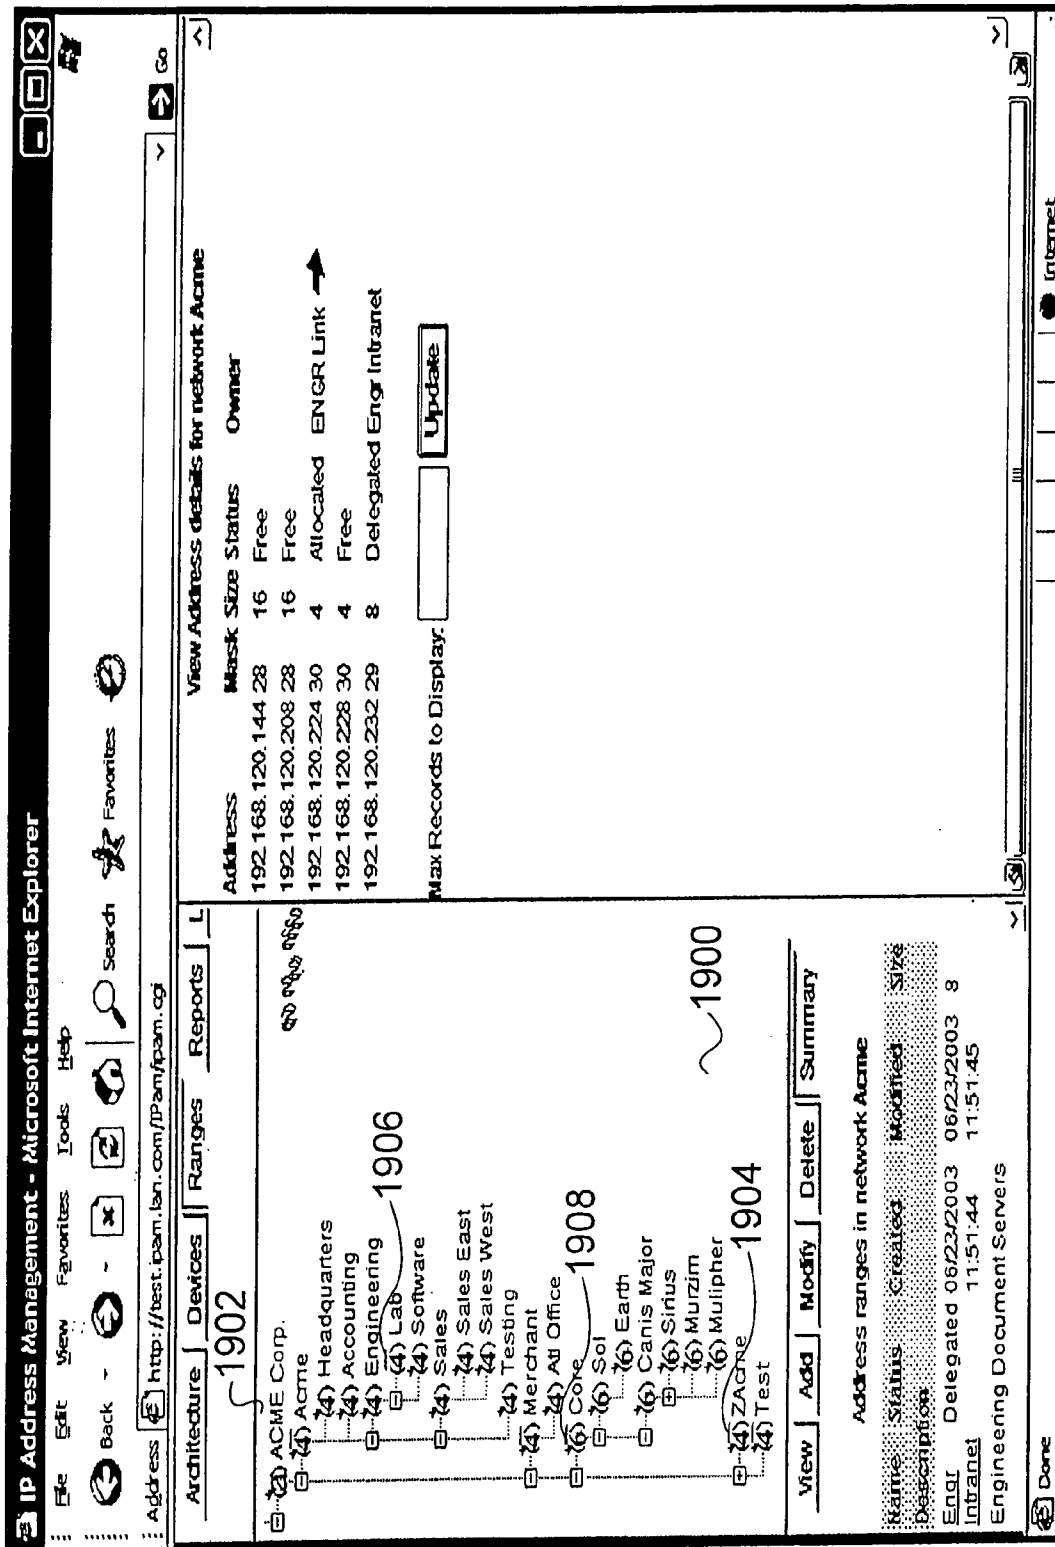 IP Address Management - Microsoft Internet Explorer
File Edit View Favorites Tools Help
Back Search Favorites
Address http://test.ipam.lan.com/IPam/ipam.cgi Go
Architecture Devices Ranges Reports L
1902
ACME Corp.
(4) Acme
(4) Headquarters
(4) Accounting
(4) Engineering
(4) Lab
1906
(4) Software
(4) Sales
(4) Sales East
(4) Sales West
(4) Testing
(4) Merchant
(4) Atl Office
(6) Core
1908
(6) Sol
(6) Earth
(6) Canis Major
(6) Sirius
(6) Murzim
(6) Mulipher
(4) ZAcme
1904
(4) Test
1900
View Add Modify Delete Summary
Address ranges in network Acme
Name Status Created Modified Size
Description
Engr Delegated 06/23/2003 06/23/2003 8
Intranet 11:51:44 11:51:45
Engineering Document Servers
View Address details for network Acme
Address Mask Size Status Owner
192.168.120.144 28 16 Free
192.168.120.208 28 16 Free
192.168.120.224 30 4 Allocated ENGR Link
192.168.120.228 30 4 Free
192.168.120.232 29 8 Delegated Engr Intranet
Max Records to Display: Update
Done Internet